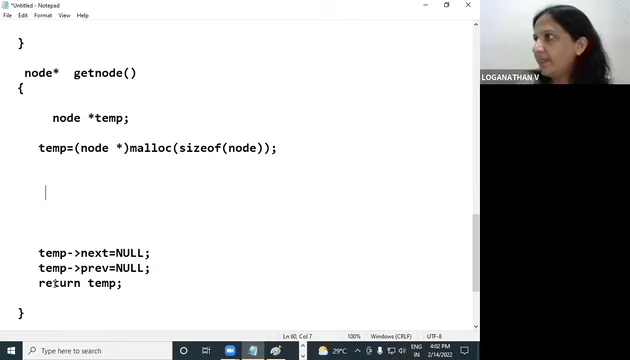 *Untitled - Notepad
File Edit Format View Help
}
node* getnode()
{
node *temp;
temp=(node *)malloc(sizeof(node));
temp->next=NULL;
temp->prev=NULL;
return temp;
}
Ln 60, Col 7 100% Windows (CRLF) UTF-8
LOGANATHAN V
Type here to search
29°C
ENG
IN
4:02 PM
2/14/2022